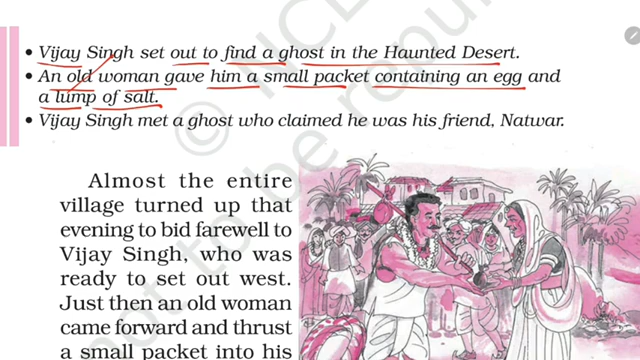 • Vijay Singh set out to find a ghost in the Haunted Desert.
• An old woman gave him a small packet containing an egg and
a lump of salt.
• Vijay Singh met a ghost who claimed he was his friend, Natwar.
Almost the entire
village turned up that
evening to bid farewell to
Vijay Singh, who was
ready to set out west.
Just then an old woman
came forward and thrust
a small packet into his